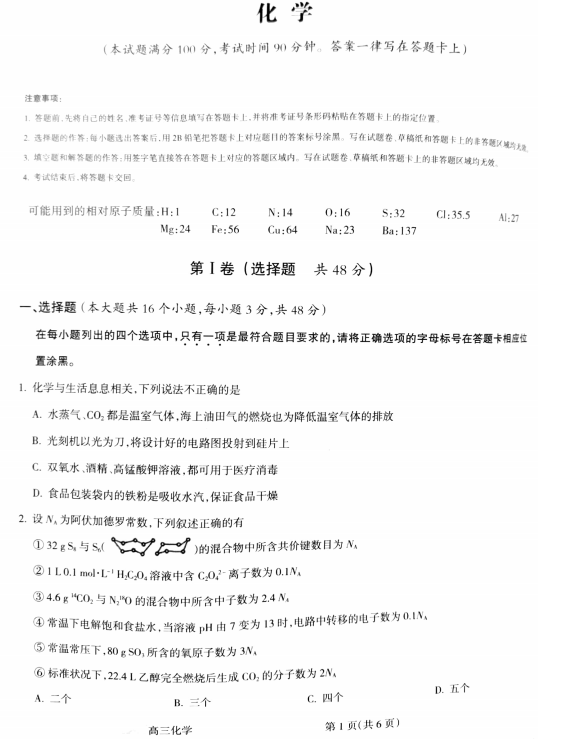 化 学
(本试题满分 100 分,考试时间 90 分钟。答案一律写在答题卡上)
注意事项:
1. 答题前,先将自己的姓名、准考证号等信息填写在答题卡上,并将准考证号条形码粘贴在答题卡上的指定位置。
2. 选择题的作答:每小题选出答案后,用 2B 铅笔把答题卡上对应题目的答案标号涂黑。写在试题卷、草稿纸和答题卡上的非答题区域均无效。
3. 填空题和解答题的作答:用签字笔直接答在答题卡上对应的答题区域内。写在试题卷、草稿纸和答题卡上的非答题区域均无效。
4. 考试结束后,将答题卡交回。
可能用到的相对原子质量:H:1 C:12 N:14 O:16 S:32 Cl:35.5 Al:27
Mg:24 Fe:56 Cu:64 Na:23 Ba:137
第Ⅰ卷(选择题 共 48 分)
一、选择题(本大题共 16 个小题,每小题 3 分,共 48 分)
在每小题列出的四个选项中,只有一项是最符合题目要求的,请将正确选项的字母标号在答题卡相应位
置涂黑。
1. 化学与生活息息相关,下列说法不正确的是
A. 水蒸气、CO₂ 都是温室气体,海上油田气的燃烧也为降低温室气体的排放
B. 光刻机以光为刀,将设计好的电路图投射到硅片上
C. 双氧水、酒精、高锰酸钾溶液,都可用于医疗消毒
D. 食品包装袋内的铁粉是吸收水汽,保证食品干燥
2. 设 Nₐ 为阿伏加德罗常数,下列叙述正确的有
① 32 g S₈ 与 S₆( )的混合物中所含共价键数目为 Nₐ
② 1 L 0.1 mol·L⁻¹ H₂C₂O₄ 溶液中含 C₂O₄²⁻ 离子数为 0.1Nₐ
③ 4.6 g ¹⁴CO₂ 与 N₂¹⁸O 的混合物中所含中子数为 2.4 Nₐ
④ 常温下电解饱和食盐水,当溶液 pH 由 7 变为 13 时,电路中转移的电子数为 0.1Nₐ
⑤ 常温常压下,80 g SO₃ 所含的氧原子数为 3Nₐ
⑥ 标准状况下,22.4 L 乙醇完全燃烧后生成 CO₂ 的分子数为 2Nₐ
A. 二个 B. 三个 C. 四个 D. 五个
高三化学 第 1 页(共 6 页)